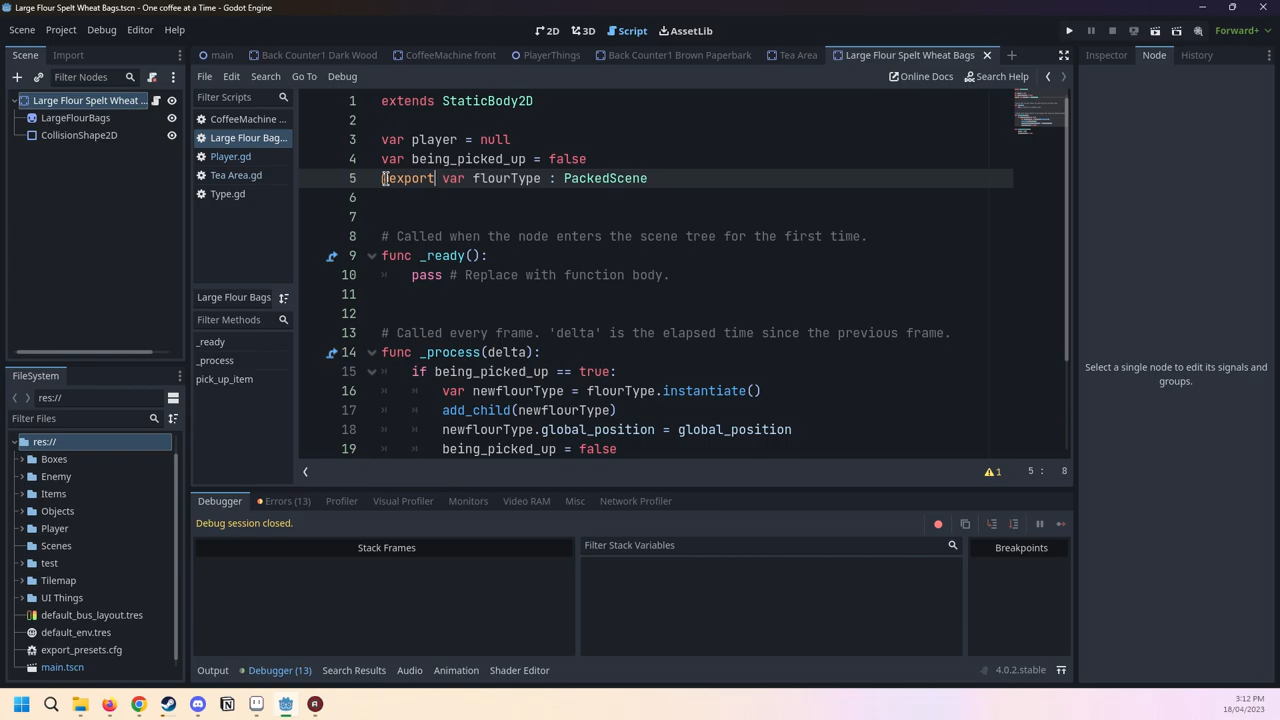 Large Flour Spelt Wheat Bags.tscn - One coffee at a Time - Godot Engine
Scene Project Debug Editor Help
2D 3D Script AssetLib
Forward+
Scene Import
main Back Counter1 Dark Wood CoffeeMachine front PlayerThings Back Counter1 Brown Paperbark Tea Area Large Flour Spelt Wheat Bags
Inspector Node History
Filter Nodes
File Edit Search Go To Debug
Online Docs Search Help
Large Flour Spelt Wheat ...
LargeFlourBags
CollisionShape2D
Filter Scripts
CoffeeMachine ...
Large Flour Bag...
Player.gd
Tea Area.gd
Type.gd
Large Flour Bags
Filter Methods
_ready
_process
pick_up_item
1 extends StaticBody2D
2
3 var player = null
4 var being_picked_up = false
5 @export var flourType : PackedScene
6
7
8 # Called when the node enters the scene tree for the first time.
9 func _ready():
10 pass # Replace with function body.
11
12
13 # Called every frame. 'delta' is the elapsed time since the previous frame.
14 func _process(delta):
15 if being_picked_up == true:
16 var newflourType = flourType.instantiate()
17 add_child(newflourType)
18 newflourType.global_position = global_position
19 being_picked_up = false
1 5 : 8
Select a single node to edit its signals and
groups.
FileSystem
res://
Filter Files
res://
Boxes
Enemy
Items
Objects
Player
Scenes
test
Tilemap
UI Things
default_bus_layout.tres
default_env.tres
export_presets.cfg
main.tscn
Debugger Errors (13) Profiler Visual Profiler Monitors Video RAM Misc Network Profiler
Debug session closed.
Stack Frames
Filter Stack Variables
Breakpoints
Output Debugger (13) Search Results Audio Animation Shader Editor
4.0.2.stable
3:12 PM
18/04/2023